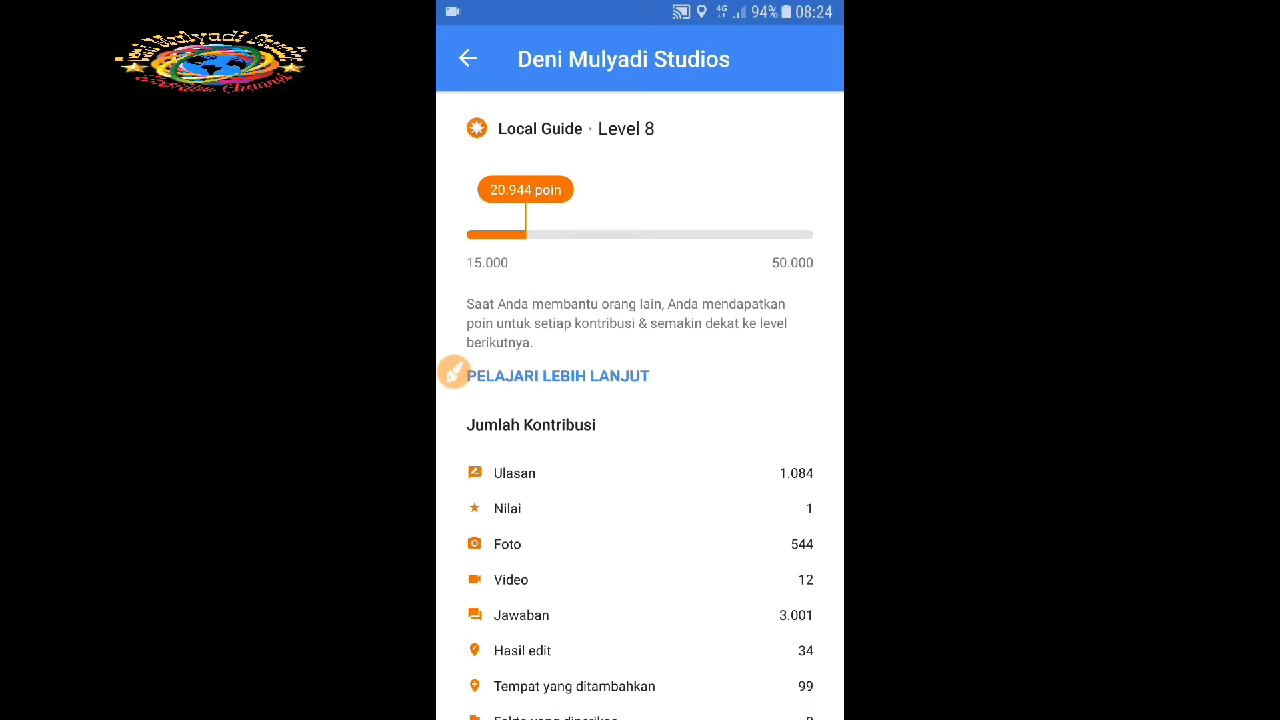 4G 94% 08:24
Deni Mulyadi Studios
Local Guide · Level 8
20.944 poin
15.000 50.000
Saat Anda membantu orang lain, Anda mendapatkan
poin untuk setiap kontribusi & semakin dekat ke level
berikutnya.
PELAJARI LEBIH LANJUT
Jumlah Kontribusi
Ulasan 1.084
Nilai 1
Foto 544
Video 12
Jawaban 3.001
Hasil edit 34
Tempat yang ditambahkan 99